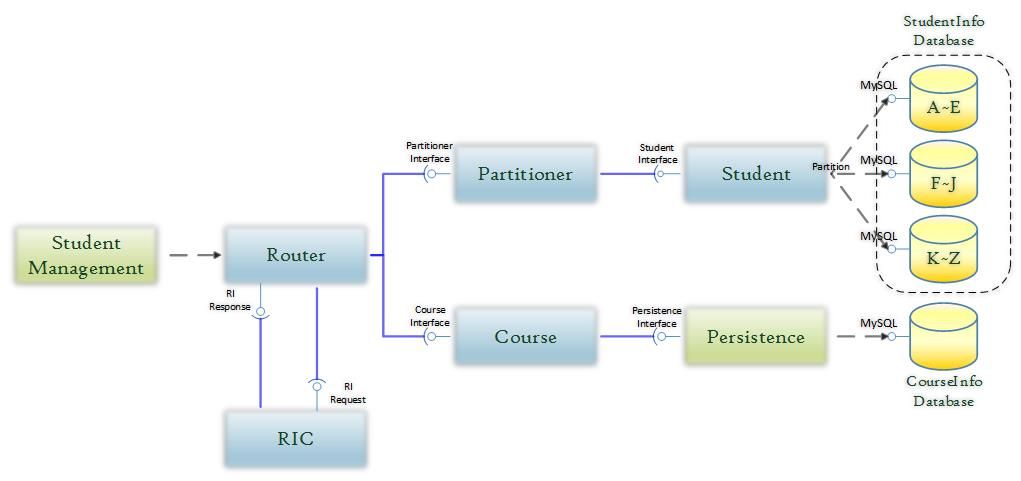 StudentInfo
Database
MySQL
A~E
Partitioner
Interface
Student
Interface
Partitioner
Student
Partition
MySQL
F~J
Student
Management
Router
MySQL
K~Z
RI
Response
Course
Interface
Persistence
Interface
Course
Persistence
MySQL
CourseInfo
Database
RI
Request
RIC